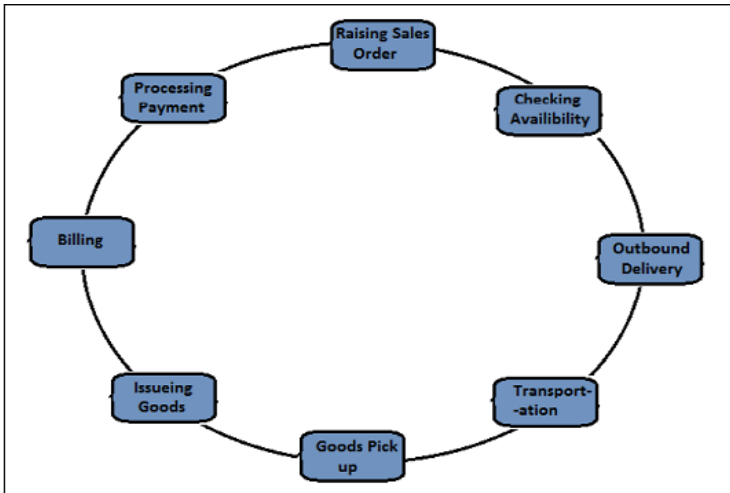 Raising Sales
Order
Checking
Availibility
Outbound
Delivery
Transport-
-ation
Goods Pick
up
Issueing
Goods
Billing
Processing
Payment